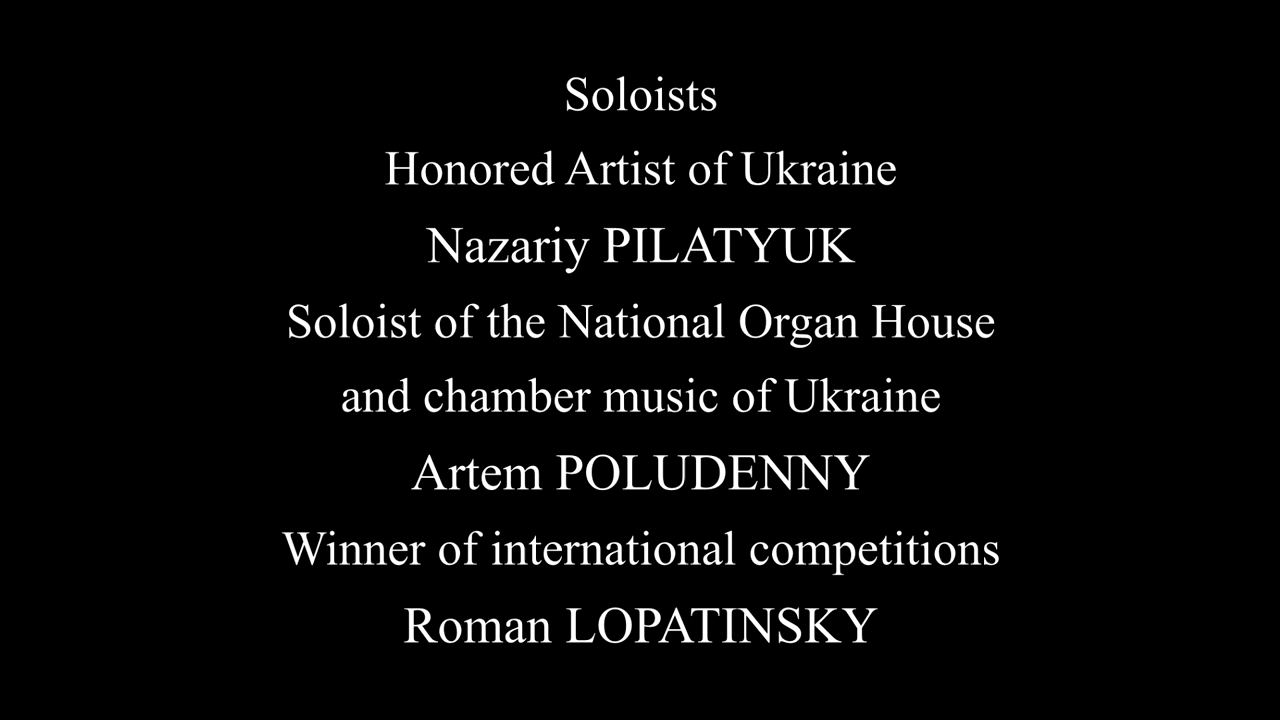 Soloists
Honored Artist of Ukraine
Nazariy PILATYUK
Soloist of the National Organ House
and chamber music of Ukraine
Artem POLUDENNY
Winner of international competitions
Roman LOPATINSKY